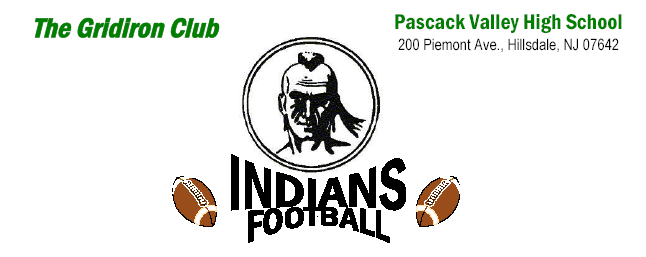 The Gridiron Club
Pascack Valley High School
200 Piemont Ave., Hillsdale, NJ 07642
INDIANS
FOOTBALL